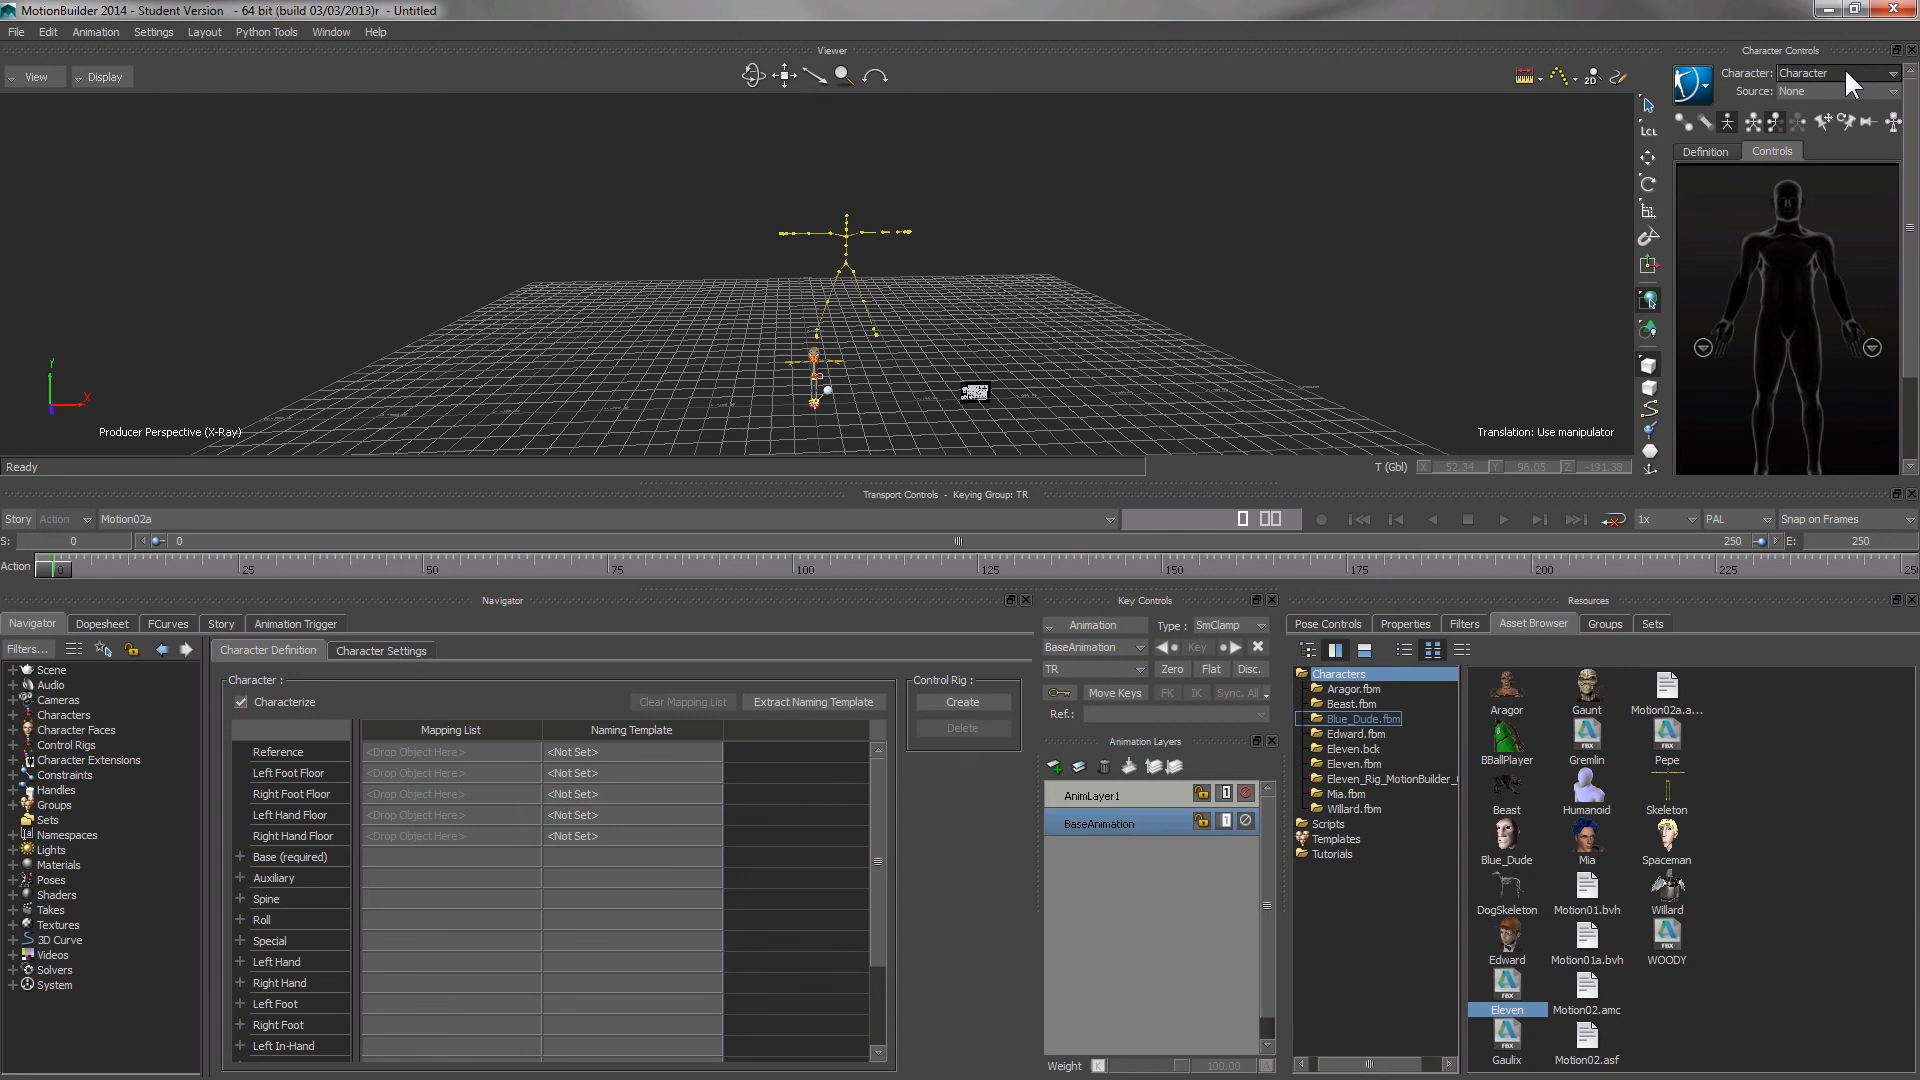 MotionBuilder 2014 - Student Version   - 64 bit (build 03/03/2013)r  - Untitled
File Edit Animation Settings Layout Python Tools Window Help
Viewer
Character Controls
View Display
2D
Character: Character
Source: None
LCL
Definition Controls
Y
X
Producer Perspective (X-Ray)
Translation: Use manipulator
Ready
T (Gbl) X 52.34 Y 96.05 Z -191.38
Transport Controls  -  Keying Group: TR
Story Action Motion02a
1x PAL Snap on Frames
S: 0 0 250 E: 250
Action 0 25 50 75 100 125 150 175 200 225 25
Navigator
Key Controls
Resources
Navigator Dopesheet FCurves Story Animation Trigger
Filters...
Scene
Audio
Cameras
Characters
Character Faces
Control Rigs
Character Extensions
Constraints
Handles
Groups
Sets
Namespaces
Lights
Materials
Poses
Shaders
Takes
Textures
3D Curve
Videos
Solvers
System
Character Definition Character Settings
Character :
Characterize
Clear Mapping List Extract Naming Template
Mapping List Naming Template
Reference <Drop Object Here> <Not Set>
Left Foot Floor <Drop Object Here> <Not Set>
Right Foot Floor <Drop Object Here> <Not Set>
Left Hand Floor <Drop Object Here> <Not Set>
Right Hand Floor <Drop Object Here> <Not Set>
Base (required)
Auxiliary
Spine
Roll
Special
Left Hand
Right Hand
Left Foot
Right Foot
Left In-Hand
Control Rig :
Create
Delete
Animation Type : SmClamp
BaseAnimation Key
TR Zero Flat Disc.
Move Keys FK IK Sync. All
Ref.:
Animation Layers
AnimLayer1
BaseAnimation
Weight K 100.00 A
Pose Controls Properties Filters Asset Browser Groups Sets
Characters
Aragor.fbm
Beast.fbm
Blue_Dude.fbm
Edward.fbm
Eleven.bck
Eleven.fbm
Eleven_Rig_MotionBuilder_
Mia.fbm
Willard.fbm
Scripts
Templates
Tutorials
Aragor Gaunt Motion02a.a...
BBallPlayer Gremlin Pepe
Beast Humanoid Skeleton
Blue_Dude Mia Spaceman
DogSkeleton Motion01.bvh Willard
Edward Motion01a.bvh WOODY
Eleven Motion02.amc
Gaulix Motion02.asf